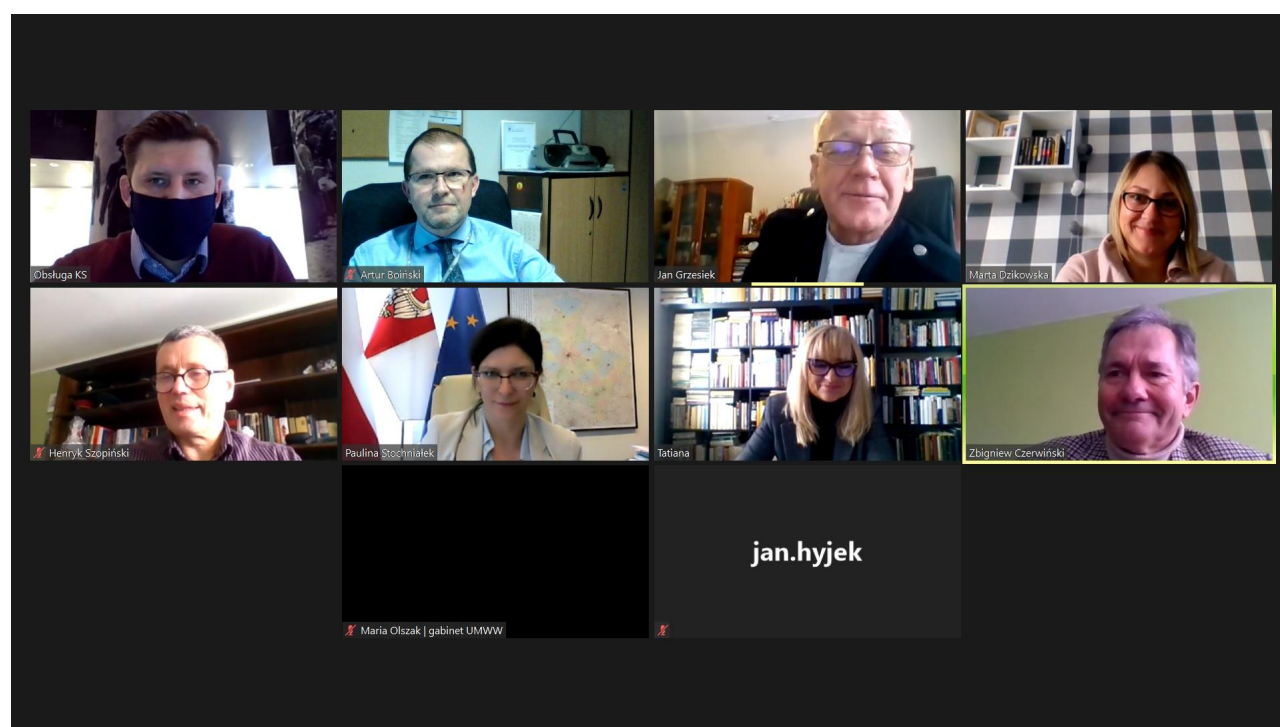 Obsługa KS
Artur Boiński
Jan Grzesiek
Marta Dzikowska
Henryk Szopiński
Paulina Stochniałek
Tatiana
Zbigniew Czerwiński
Maria Olszak | gabinet UMWW
jan.hyjek